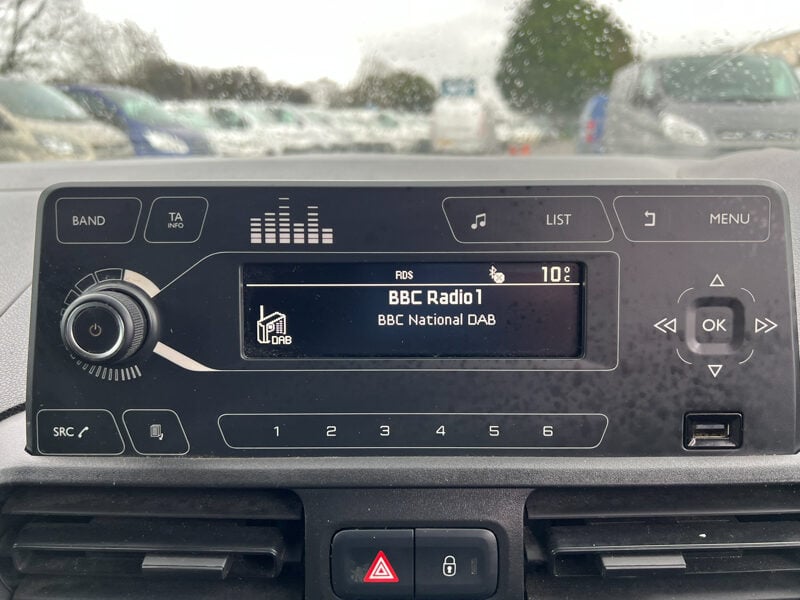 BAND
TA
INFO
LIST
MENU
RDS
10°C
BBC Radio 1
BBC National DAB
DAB
OK
SRC
1 2 3 4 5 6